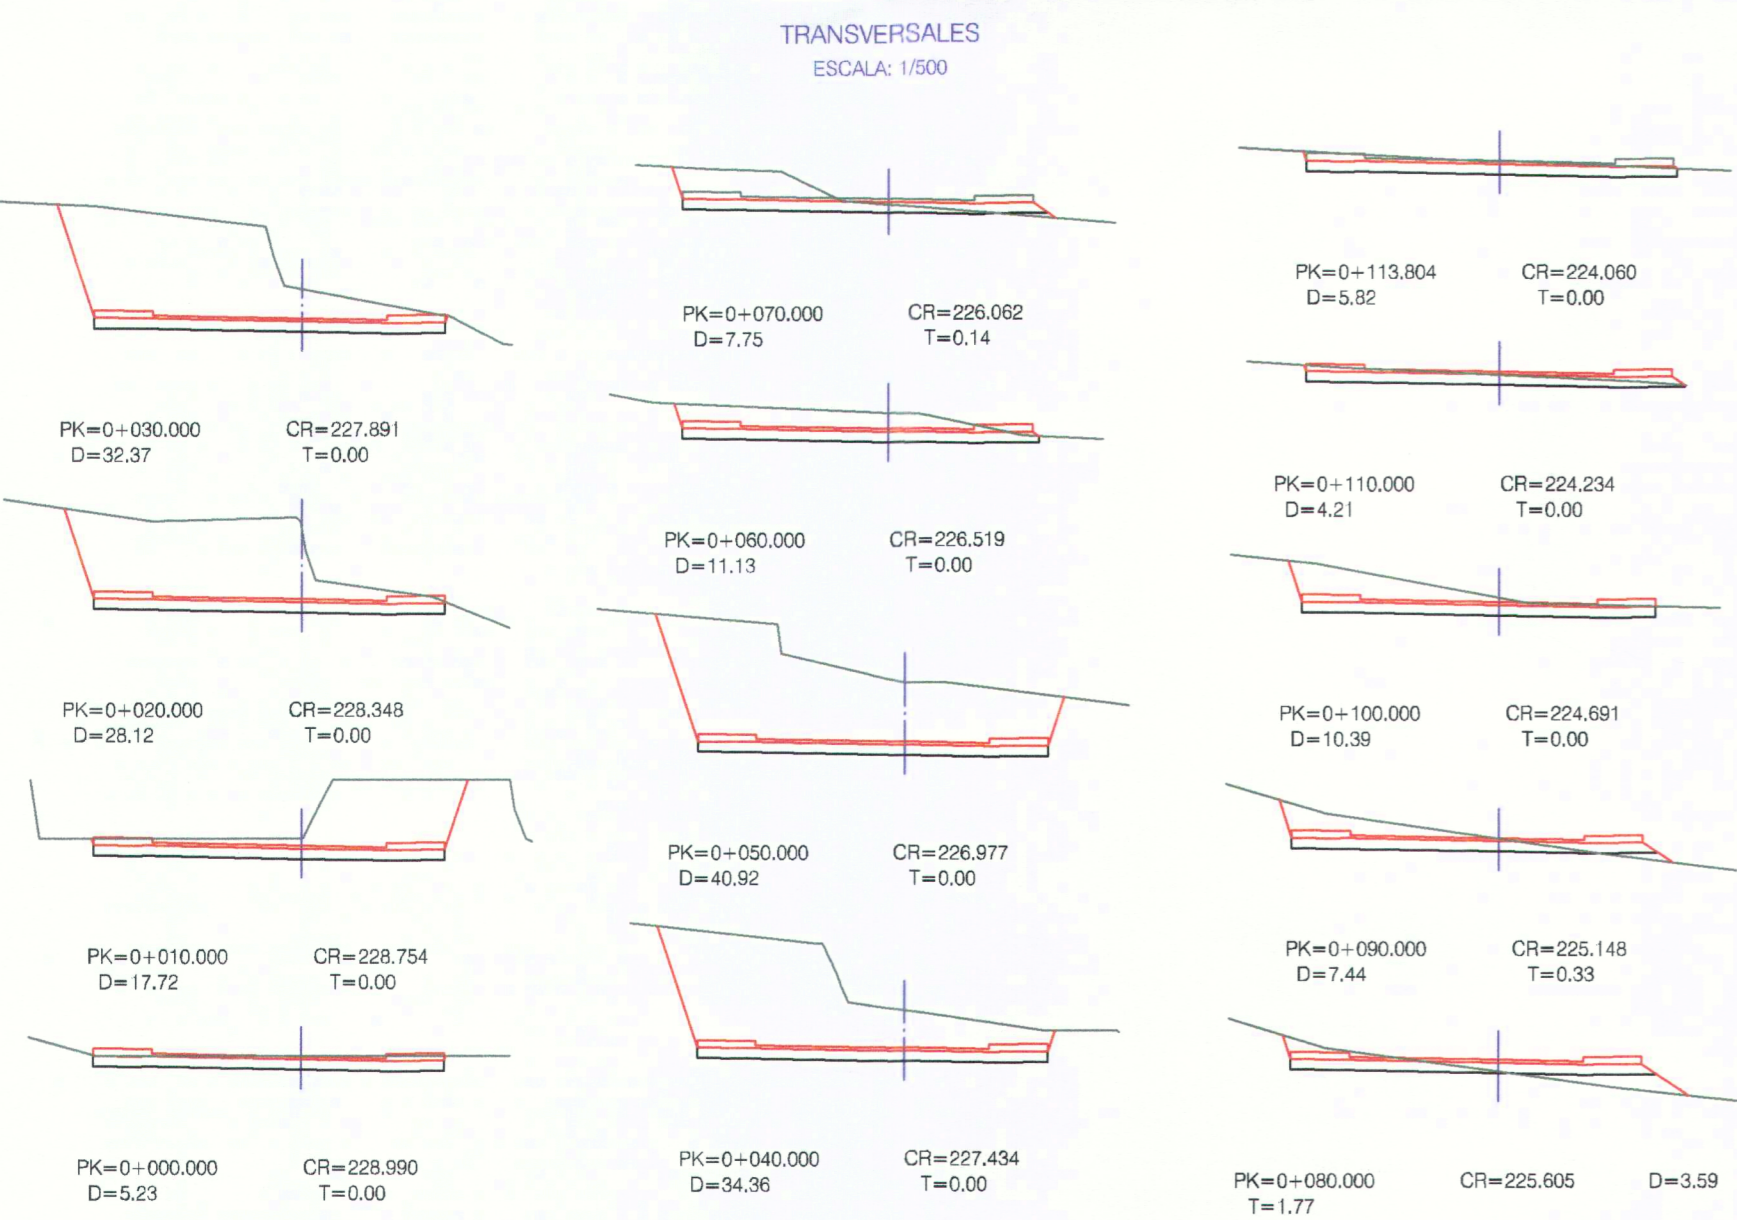 TRANSVERSALES
ESCALA: 1/500
PK=0+030.000 CR=227.891
D=32.37 T=0.00
PK=0+020.000 CR=228.348
D=28.12 T=0.00
PK=0+010.000 CR=228.754
D=17.72 T=0.00
PK=0+000.000 CR=228.990
D=5.23 T=0.00
PK=0+070.000 CR=226.062
D=7.75 T=0.14
PK=0+060.000 CR=226.519
D=11.13 T=0.00
PK=0+050.000 CR=226.977
D=40.92 T=0.00
PK=0+040.000 CR=227.434
D=34.36 T=0.00
PK=0+113.804 CR=224.060
D=5.82 T=0.00
PK=0+110.000 CR=224.234
D=4.21 T=0.00
PK=0+100.000 CR=224.691
D=10.39 T=0.00
PK=0+090.000 CR=225.148
D=7.44 T=0.33
PK=0+080.000 CR=225.605 D=3.59
T=1.77